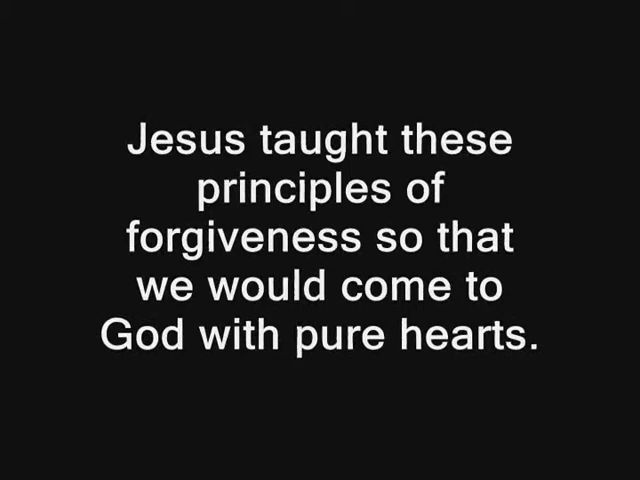 Jesus taught these
principles of
forgiveness so that
we would come to
God with pure hearts.